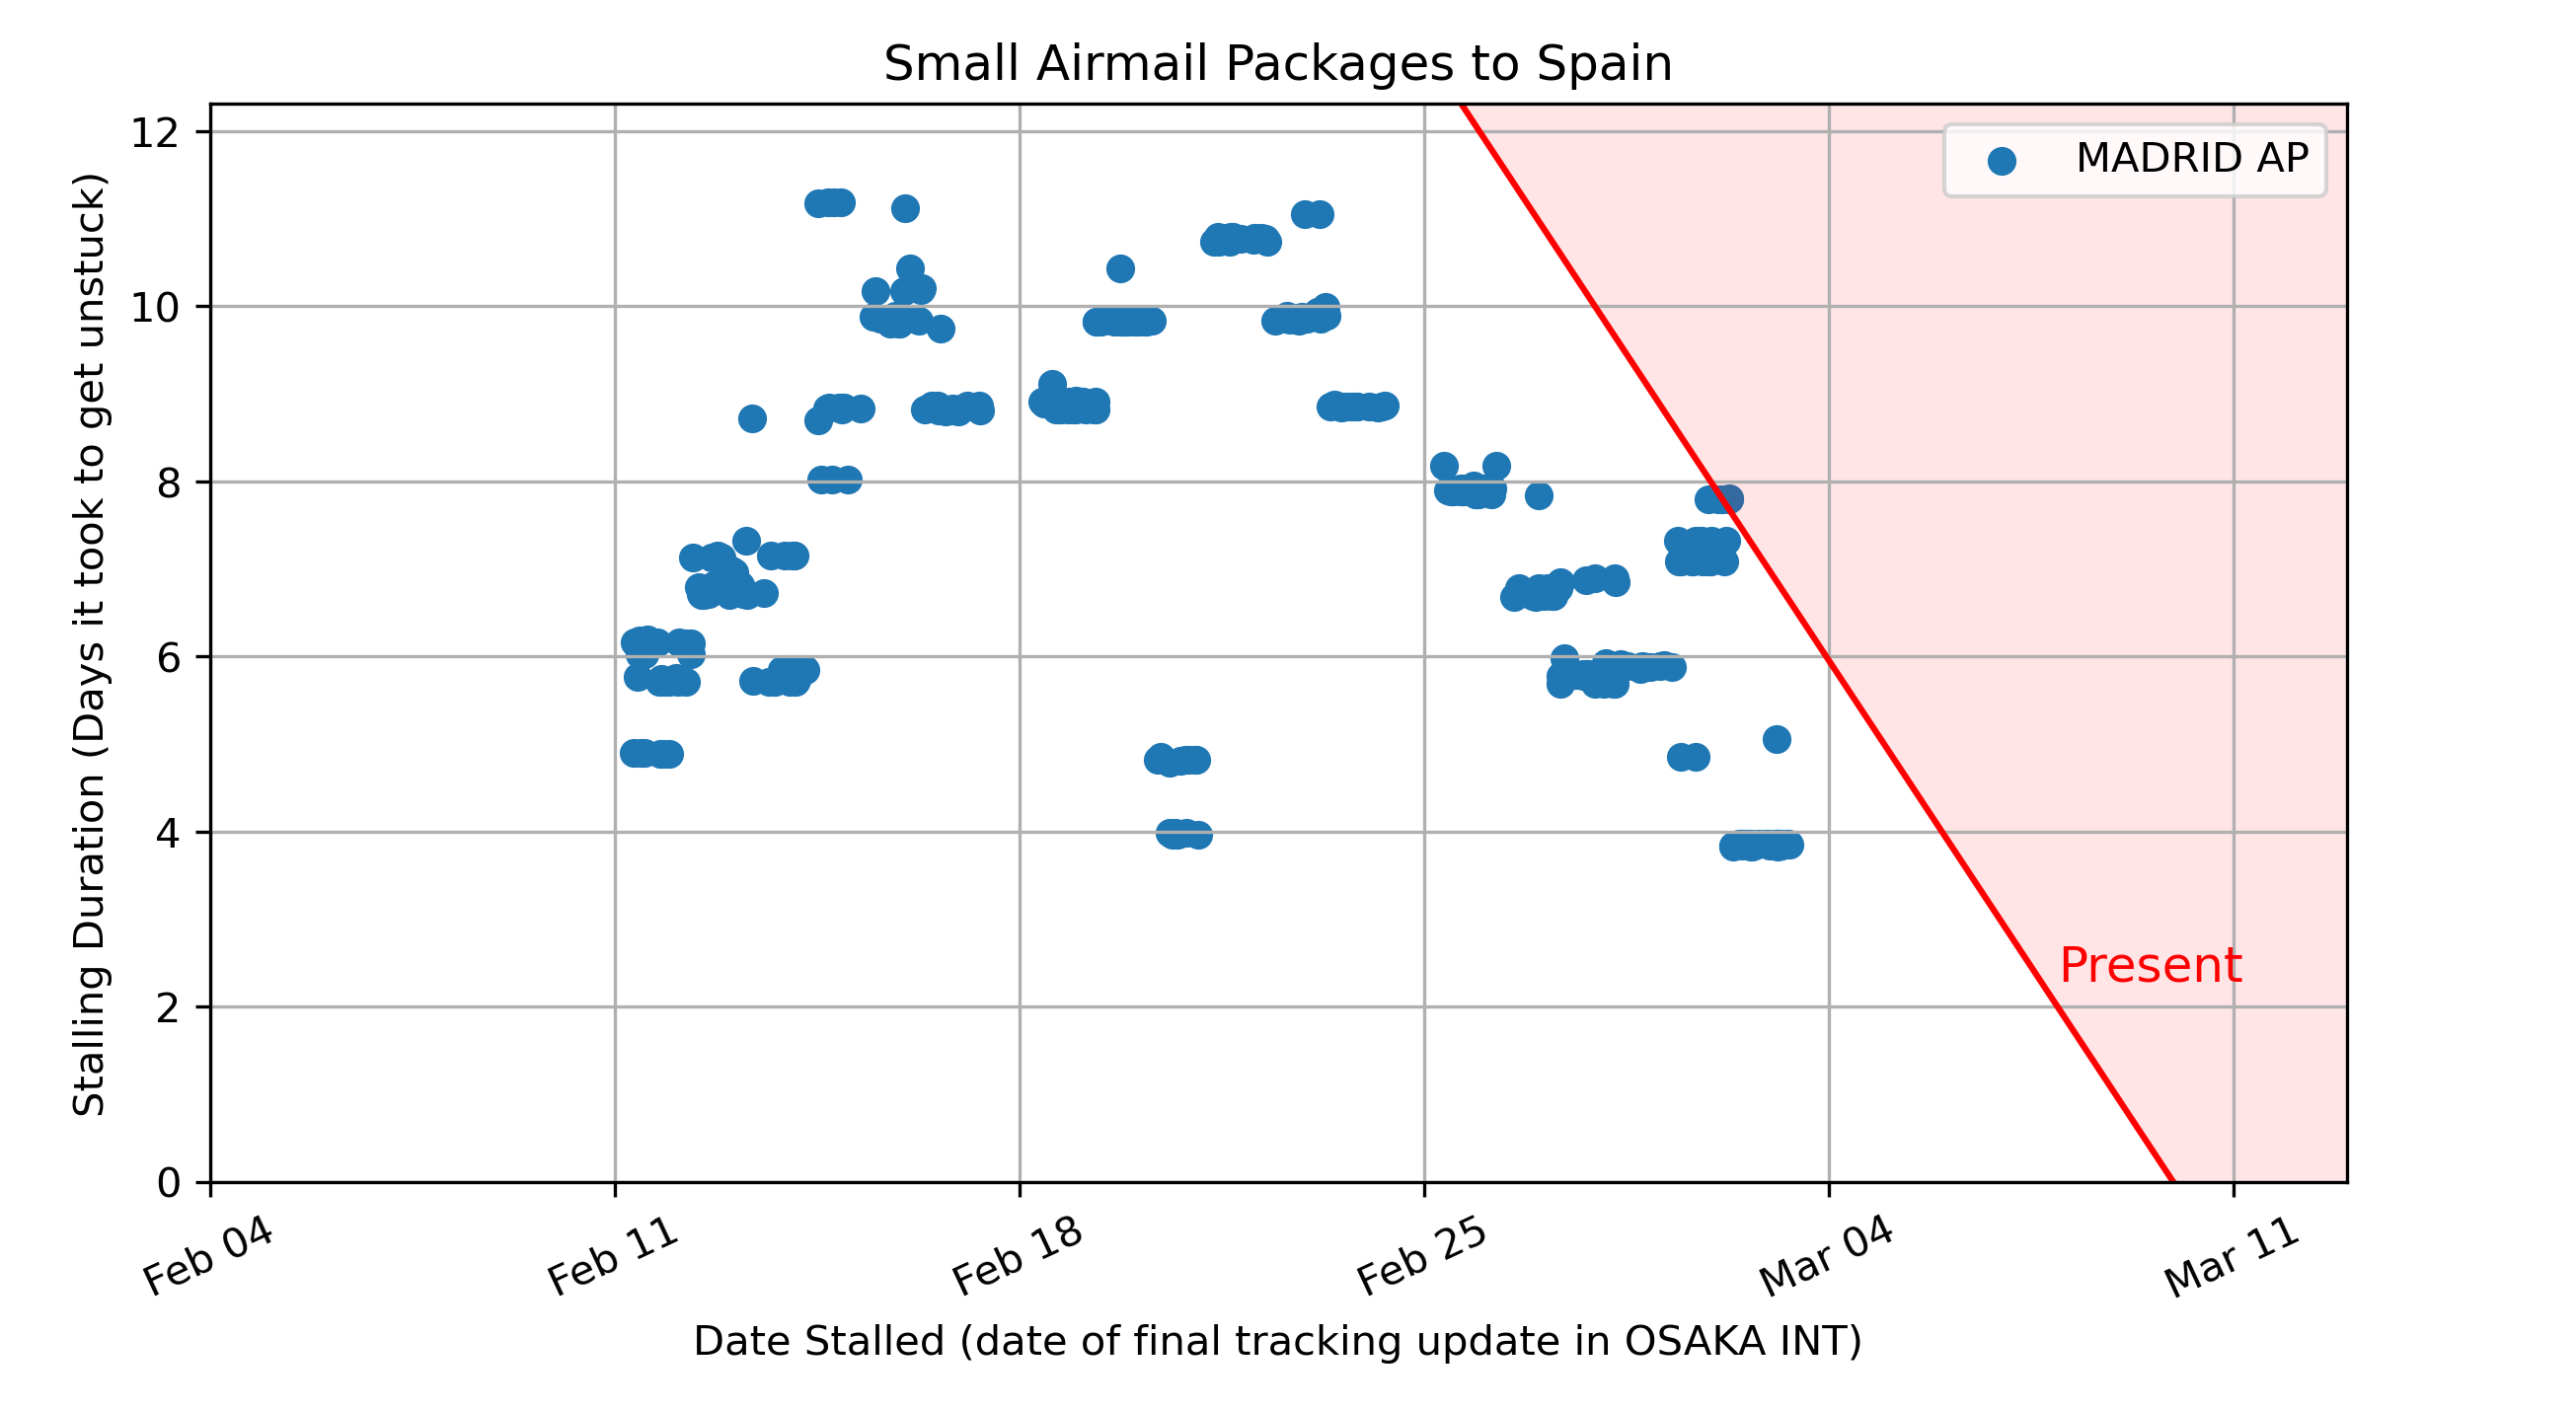 Small Airmail Packages to Spain
Stalling Duration (Days it took to get unstuck)
12
10
8
6
4
2
0
MADRID AP
Present
Feb 04
Feb 11
Feb 18
Feb 25
Mar 04
Mar 11
Date Stalled (date of final tracking update in OSAKA INT)